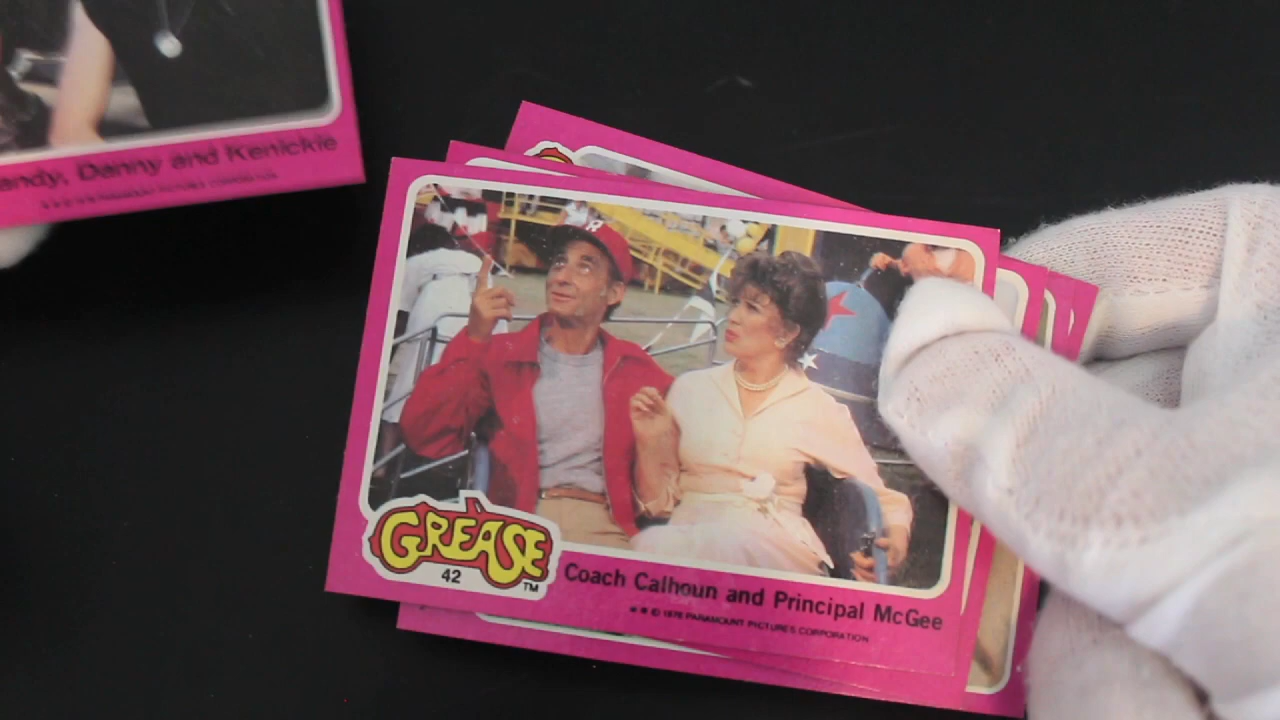 andy, Danny and Kenickie
R
GREASE
42
TM
Coach Calhoun and Principal McGee
* * © 1978 PARAMOUNT PICTURES CORPORATION